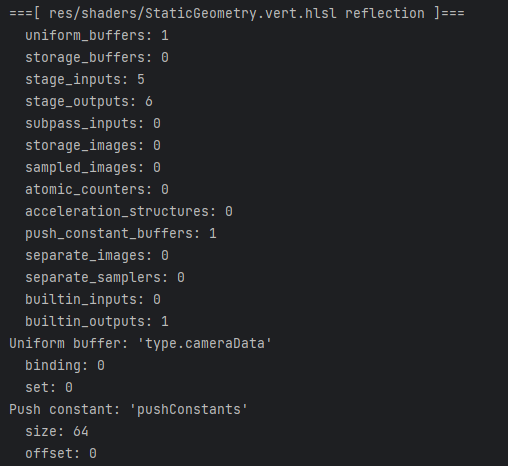 ===[ res/shaders/StaticGeometry.vert.hlsl reflection ]===
  uniform_buffers: 1
  storage_buffers: 0
  stage_inputs: 5
  stage_outputs: 6
  subpass_inputs: 0
  storage_images: 0
  sampled_images: 0
  atomic_counters: 0
  acceleration_structures: 0
  push_constant_buffers: 1
  separate_images: 0
  separate_samplers: 0
  builtin_inputs: 0
  builtin_outputs: 1
Uniform buffer: 'type.cameraData'
  binding: 0
  set: 0
Push constant: 'pushConstants'
  size: 64
  offset: 0